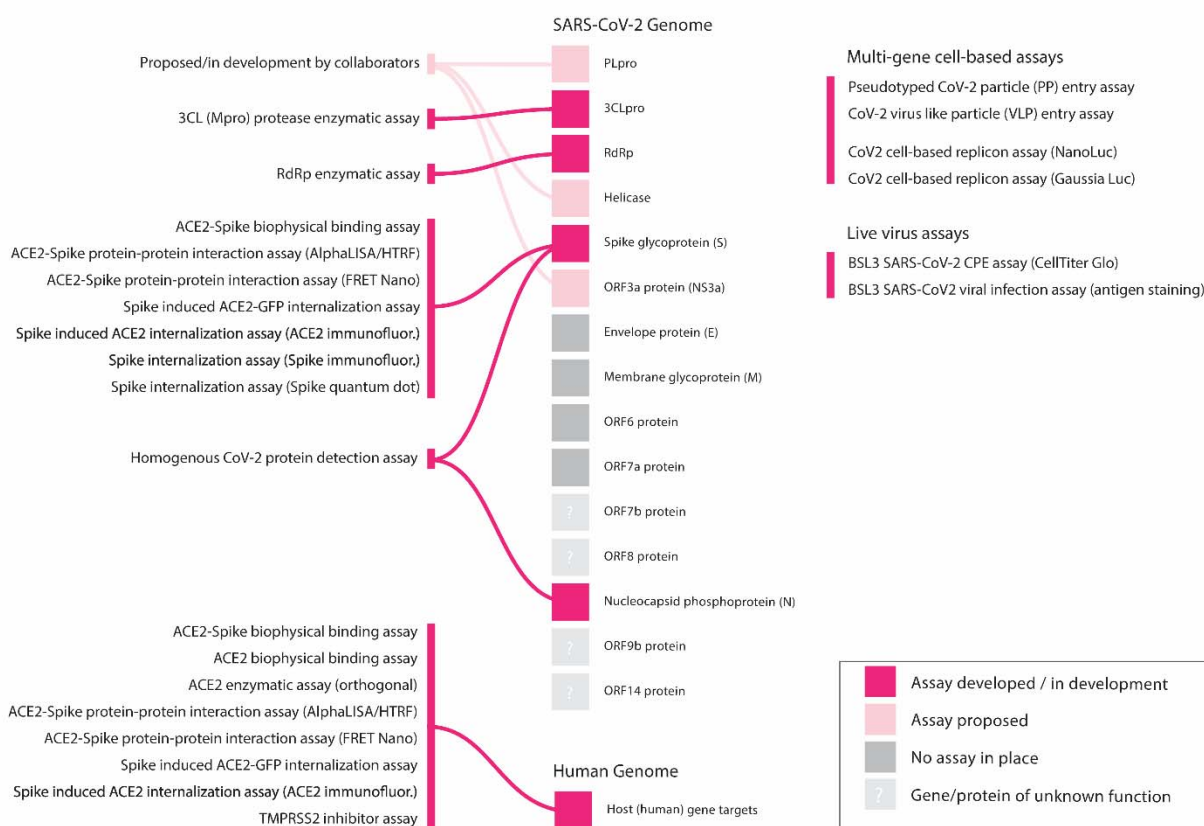 SARS-CoV-2 Genome
Proposed/in development by collaborators
3CL (Mpro) protease enzymatic assay
RdRp enzymatic assay
ACE2-Spike biophysical binding assay
ACE2-Spike protein-protein interaction assay (AlphaLISA/HTRF)
ACE2-Spike protein-protein interaction assay (FRET Nano)
Spike induced ACE2-GFP internalization assay
Spike induced ACE2 internalization assay (ACE2 immunofluor.)
Spike internalization assay (Spike immunofluor.)
Spike internalization assay (Spike quantum dot)
Homogenous CoV-2 protein detection assay
ACE2-Spike biophysical binding assay
ACE2 biophysical binding assay
ACE2 enzymatic assay (orthogonal)
ACE2-Spike protein-protein interaction assay (AlphaLISA/HTRF)
ACE2-Spike protein-protein interaction assay (FRET Nano)
Spike induced ACE2-GFP internalization assay
Spike induced ACE2 internalization assay (ACE2 immunofluor.)
TMPRSS2 inhibitor assay
PLpro
3CLpro
RdRp
Helicase
Spike glycoprotein (S)
ORF3a protein (NS3a)
Envelope protein (E)
Membrane glycoprotein (M)
ORF6 protein
ORF7a protein
? ORF7b protein
? ORF8 protein
Nucleocapsid phosphoprotein (N)
? ORF9b protein
? ORF14 protein
Human Genome
Host (human) gene targets
Multi-gene cell-based assays
Pseudotyped CoV-2 particle (PP) entry assay
CoV-2 virus like particle (VLP) entry assay
CoV2 cell-based replicon assay (NanoLuc)
CoV2 cell-based replicon assay (Gaussia Luc)
Live virus assays
BSL3 SARS-CoV-2 CPE assay (CellTiter Glo)
BSL3 SARS-CoV2 viral infection assay (antigen staining)
Assay developed / in development
Assay proposed
No assay in place
? Gene/protein of unknown function